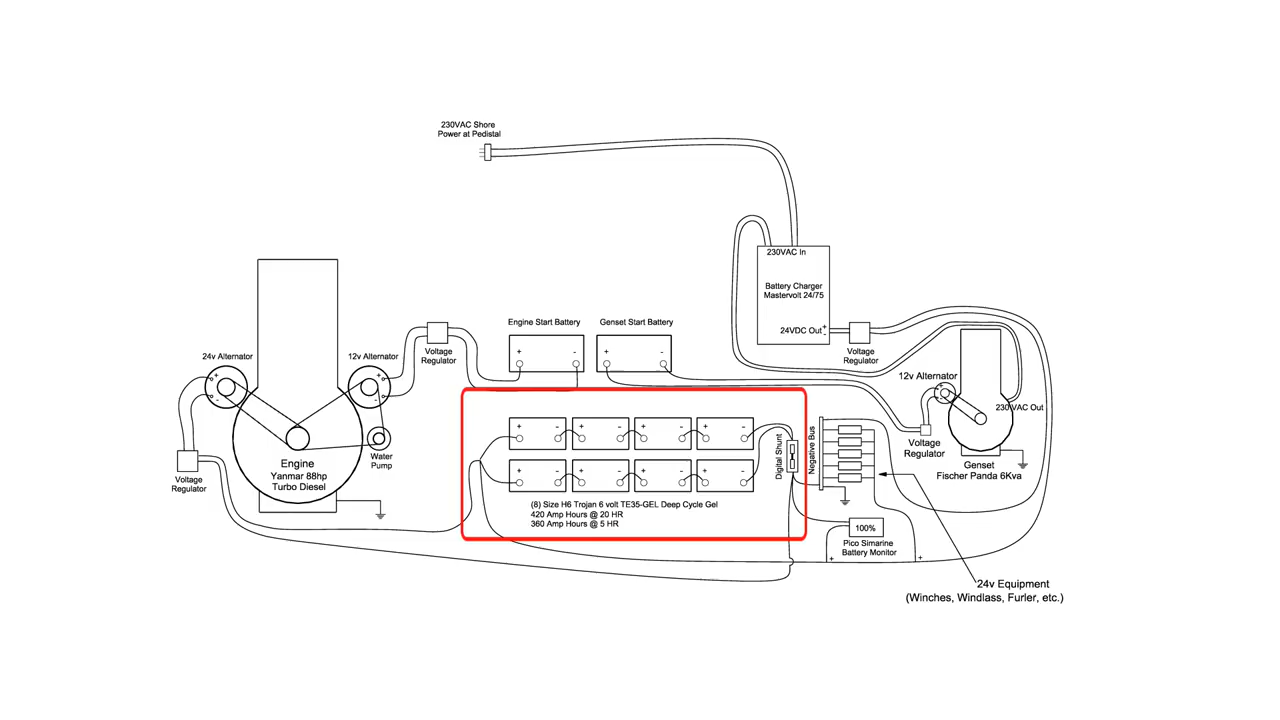 230VAC Shore
Power at Pedistal
230VAC In
Battery Charger
Mastervolt 24/75
24VDC Out
+
-
Engine Start Battery
Genset Start Battery
+ -
+ -
Voltage
Regulator
Voltage
Regulator
24v Alternator
12v Alternator
+
-
+
-
12v Alternator
+
-
230 VAC Out
Voltage
Regulator
Genset
Fischer Panda 6Kva
Water
Pump
Engine
Yanmar 88hp
Turbo Diesel
Voltage
Regulator
+ - + - + - + -
+ - + - + - + -
Digital Shunt
Negative Bus
(8) Size H6 Trojan 6 volt TE35-GEL Deep Cycle Gel
420 Amp Hours @ 20 HR
360 Amp Hours @ 5 HR
100%
Pico Simarine
Battery Monitor
+ +
24v Equipment
(Winches, Windlass, Furler, etc.)